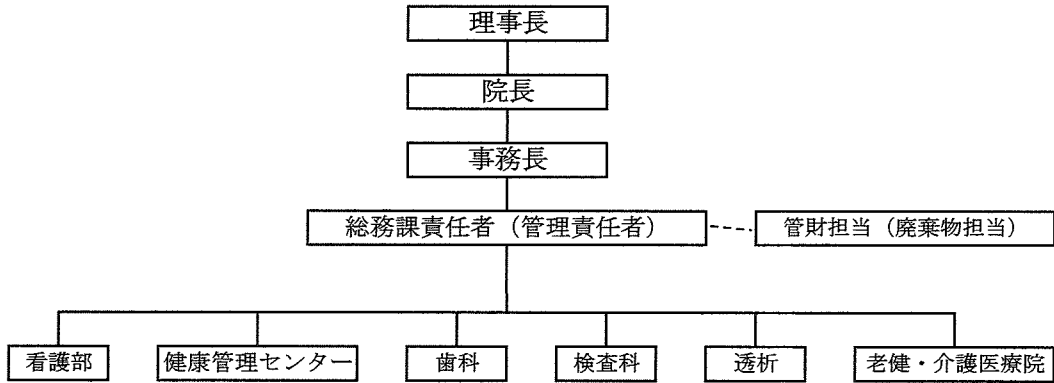 理事長
院長
事務長
総務課責任者（管理責任者）
管財担当（廃棄物担当）
看護部
健康管理センター
歯科
検査科
透析
老健・介護医療院